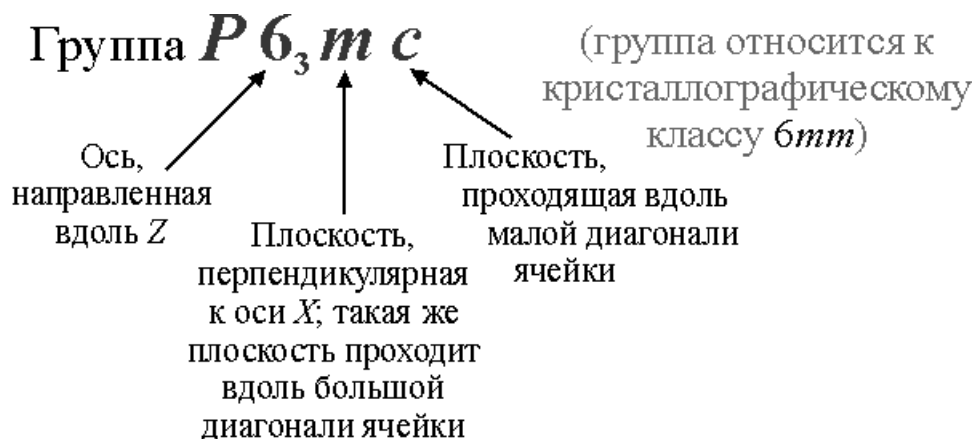 Группа P 6₃ m c
(группа относится к
кристаллографическому
классу 6mm)
Ось,
направленная
вдоль Z
Плоскость,
перпендикулярная
к оси X; такая же
плоскость проходит
вдоль большой
диагонали ячейки
Плоскость,
проходящая вдоль
малой диагонали
ячейки